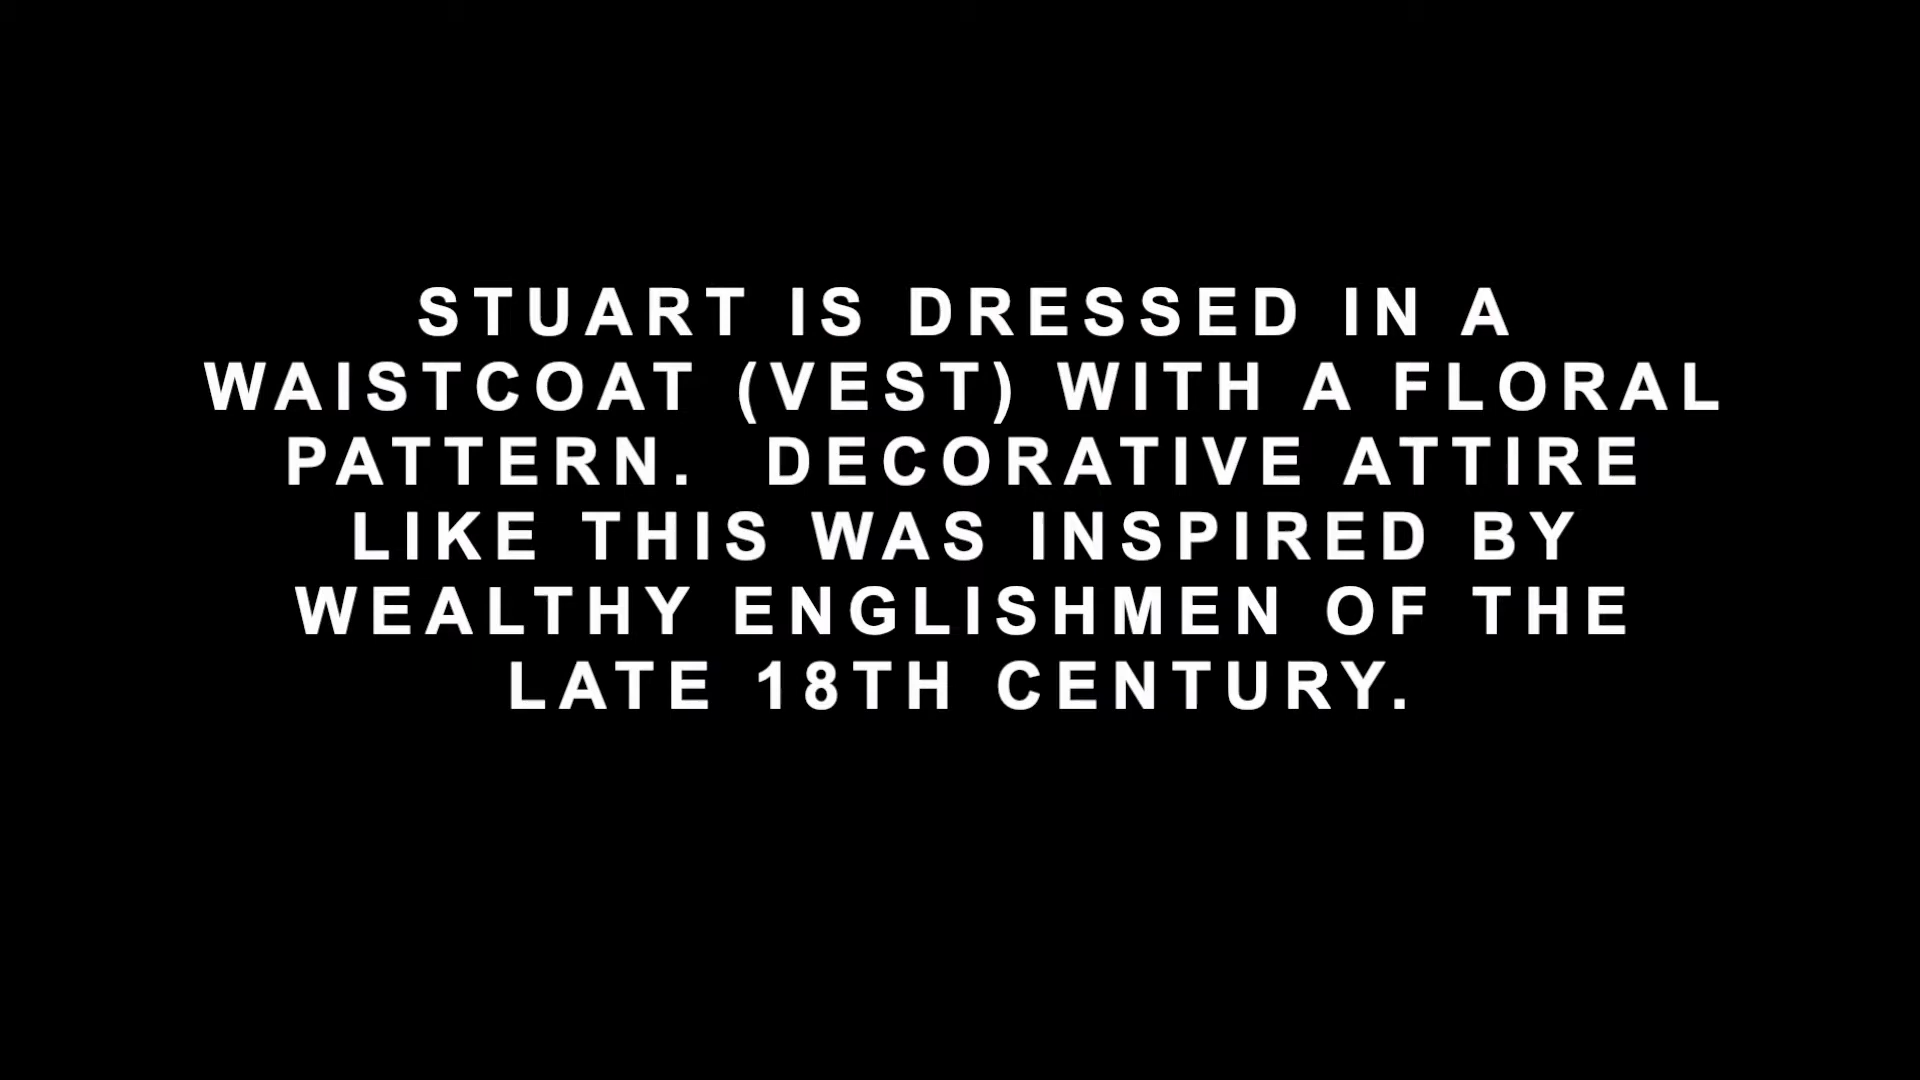 STUART IS DRESSED IN A
WAISTCOAT (VEST) WITH A FLORAL
PATTERN.  DECORATIVE ATTIRE
LIKE THIS WAS INSPIRED BY
WEALTHY ENGLISHMEN OF THE
LATE 18TH CENTURY.